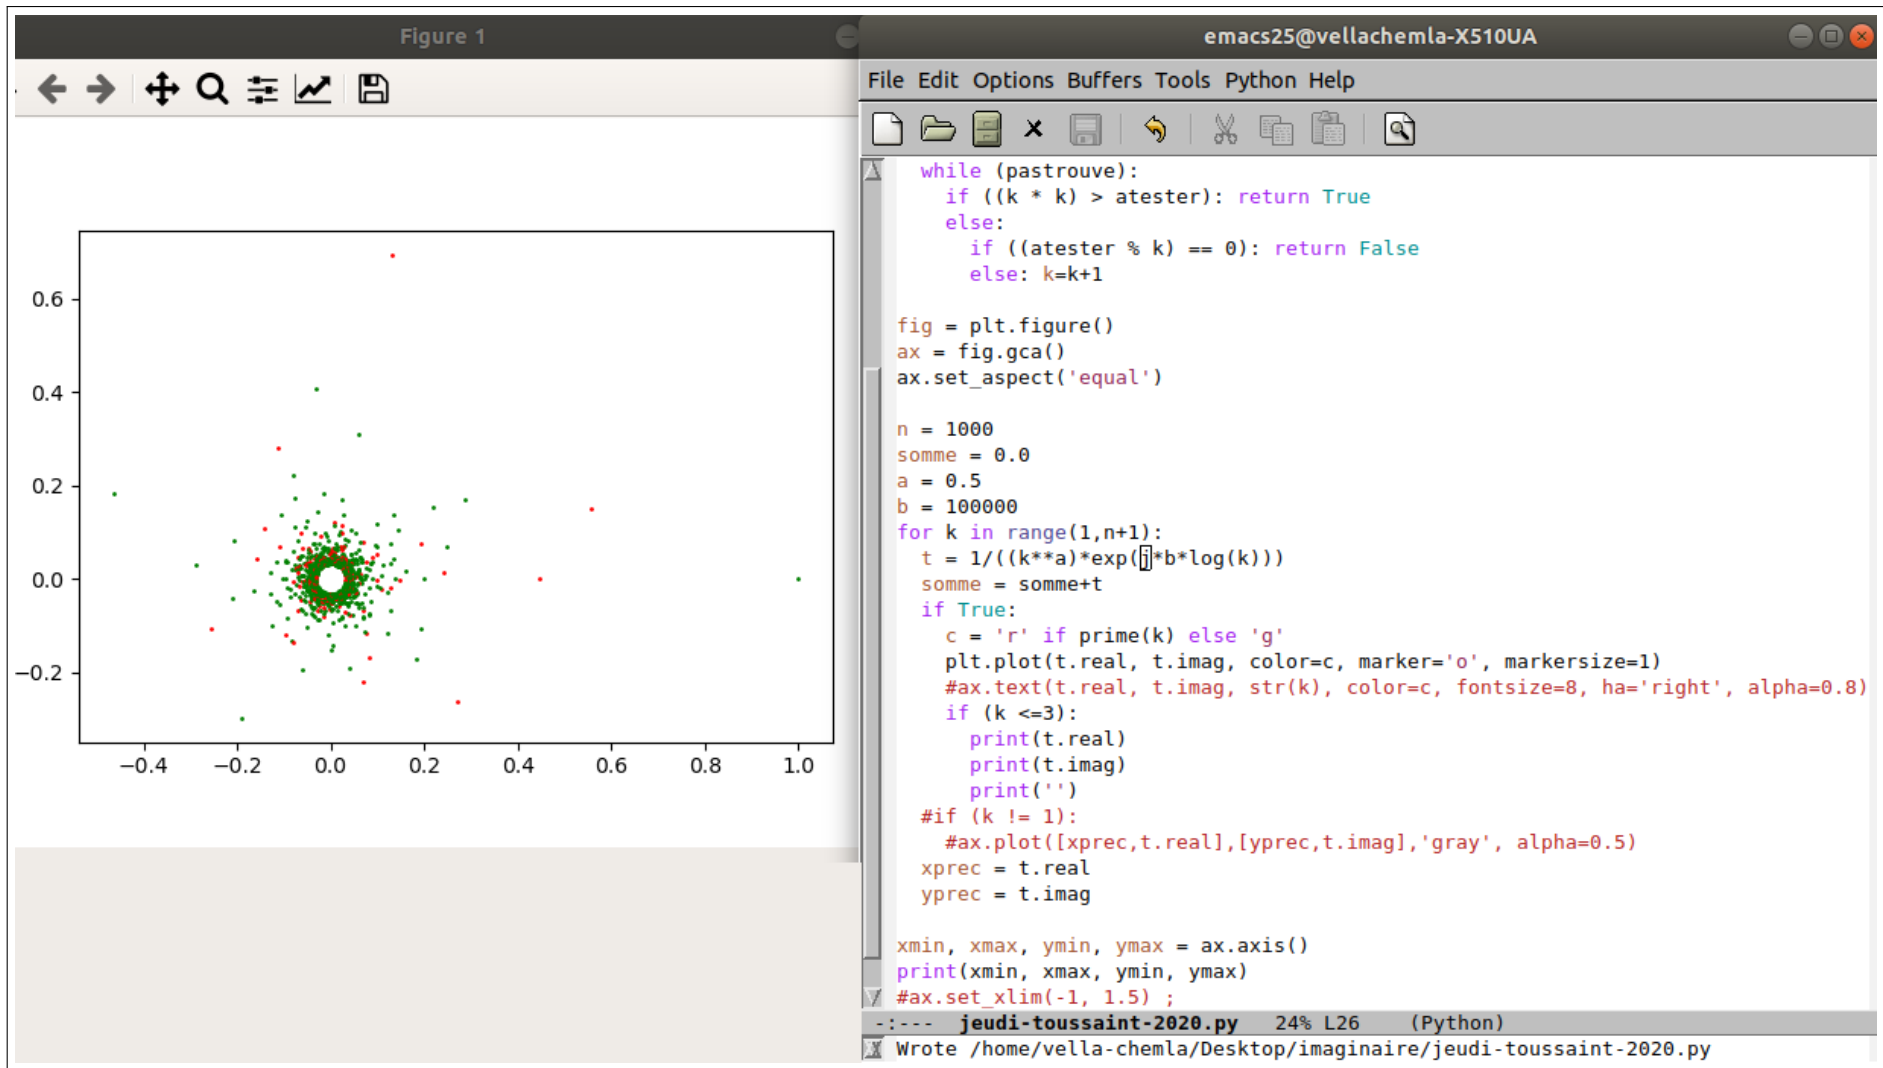 Figure 1
0.6
0.4
0.2
0.0
−0.2
−0.4 −0.2 0.0 0.2 0.4 0.6 0.8 1.0
emacs25@vellachemla-X510UA
File Edit Options Buffers Tools Python Help
while (pastrouve):
if ((k * k) > atester): return True
else:
if ((atester % k) == 0): return False
else: k=k+1
fig = plt.figure()
ax = fig.gca()
ax.set_aspect('equal')
n = 1000
somme = 0.0
a = 0.5
b = 100000
for k in range(1,n+1):
t = 1/((k**a)*exp(j*b*log(k)))
somme = somme+t
if True:
c = 'r' if prime(k) else 'g'
plt.plot(t.real, t.imag, color=c, marker='o', markersize=1)
#ax.text(t.real, t.imag, str(k), color=c, fontsize=8, ha='right', alpha=0.8)
if (k <=3):
print(t.real)
print(t.imag)
print('')
#if (k != 1):
#ax.plot([xprec,t.real],[yprec,t.imag],'gray', alpha=0.5)
xprec = t.real
yprec = t.imag
xmin, xmax, ymin, ymax = ax.axis()
print(xmin, xmax, ymin, ymax)
#ax.set_xlim(-1, 1.5) ;
-:--- jeudi-toussaint-2020.py 24% L26 (Python)
Wrote /home/vella-chemla/Desktop/imaginaire/jeudi-toussaint-2020.py